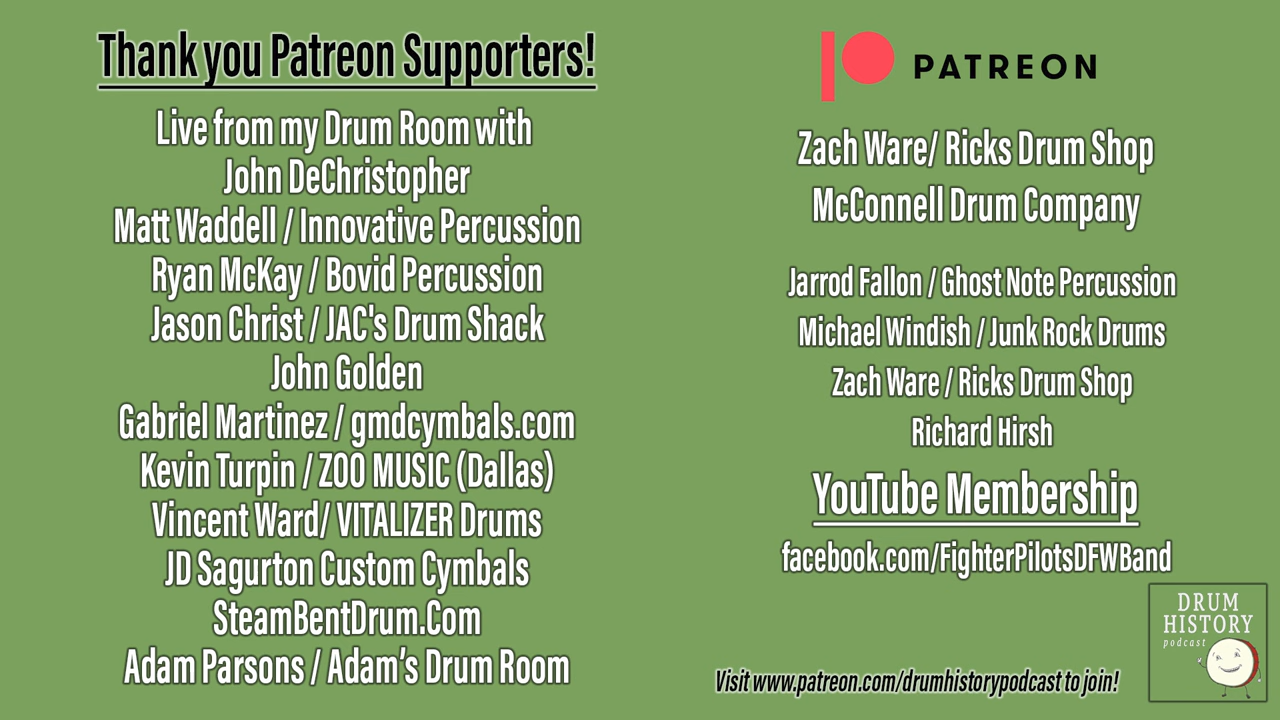 Thank you Patreon Supporters!
Live from my Drum Room with
John DeChristopher
Matt Waddell / Innovative Percussion
Ryan McKay / Bovid Percussion
Jason Christ / JAC's Drum Shack
John Golden
Gabriel Martinez / gmdcymbals.com
Kevin Turpin / ZOO MUSIC (Dallas)
Vincent Ward/ VITALIZER Drums
JD Sagurton Custom Cymbals
SteamBentDrum.Com
Adam Parsons / Adam’s Drum Room
PATREON
Zach Ware/ Ricks Drum Shop
McConnell Drum Company
Jarrod Fallon / Ghost Note Percussion
Michael Windish / Junk Rock Drums
Zach Ware / Ricks Drum Shop
Richard Hirsh
YouTube Membership
facebook.com/FighterPilotsDFWBand
Visit www.patreon.com/drumhistorypodcast to join!
DRUM
HISTORY
podcast